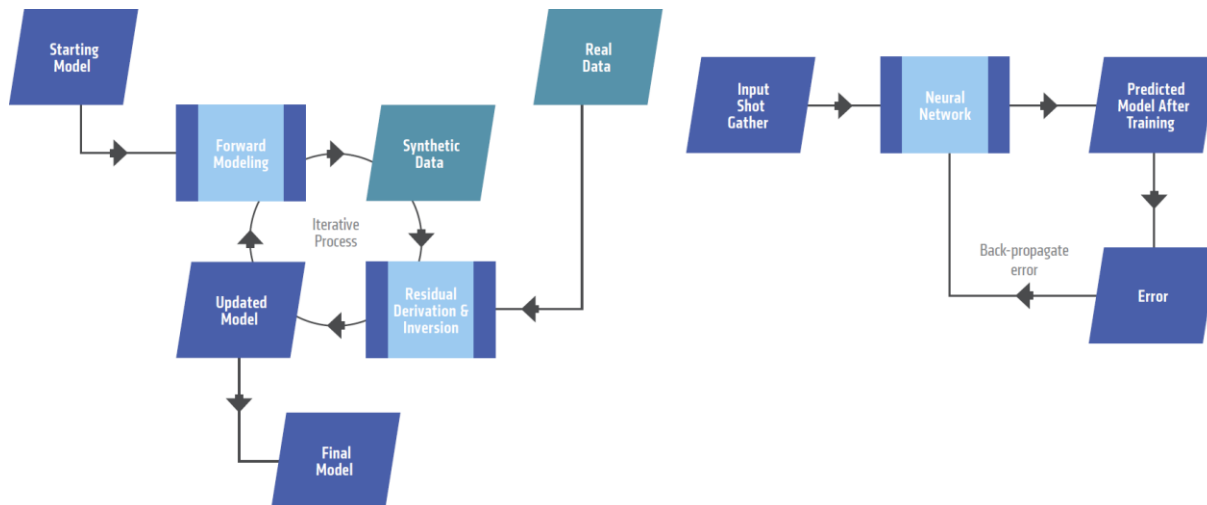 Starting
Model
Real
Data
Forward
Modeling
Synthetic
Data
Iterative
Process
Updated
Model
Residual
Derivation &
Inversion
Final
Model
Input
Shot
Gather
Neural
Network
Predicted
Model After
Training
Back-propagate
error
Error